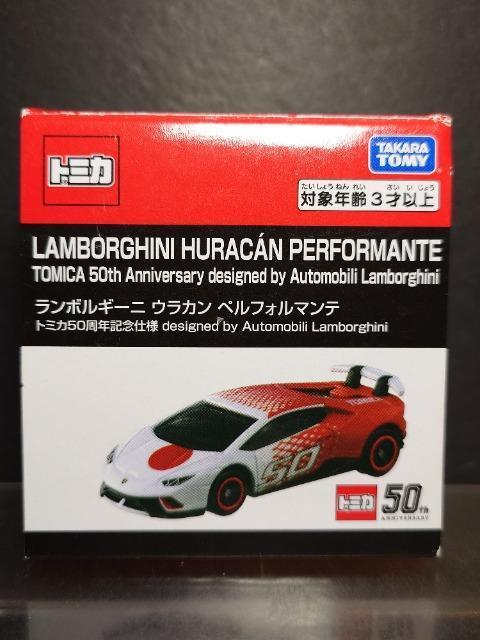 トミカ
TAKARA TOMY
たいしょうねんれい さい いじょう
対象年齢3才以上
LAMBORGHINI HURACÁN PERFORMANTE
TOMICA 50th Anniversary designed by Automobili Lamborghini
ランボルギーニ ウラカン ペルフォルマンテ
トミカ50周年記念仕様 designed by Automobili Lamborghini
50
トミカ 50th
ANNIVERSARY